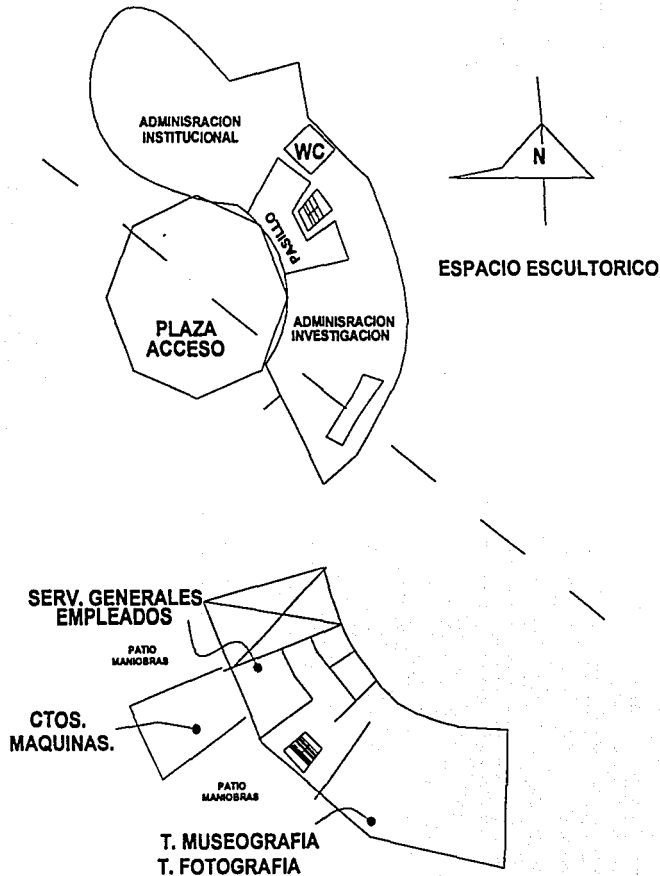 ADMINISRACION
INSTITUCIONAL
WC
N
PASILLO
ESPACIO ESCULTORICO
PLAZA
ACCESO
ADMINISRACION
INVESTIGACION
SERV. GENERALES
EMPLEADOS
PATIO
MANIOBRAS
CTOS.
MAQUINAS.
PATIO
MANIOBRAS
T. MUSEOGRAFIA
T. FOTOGRAFIA